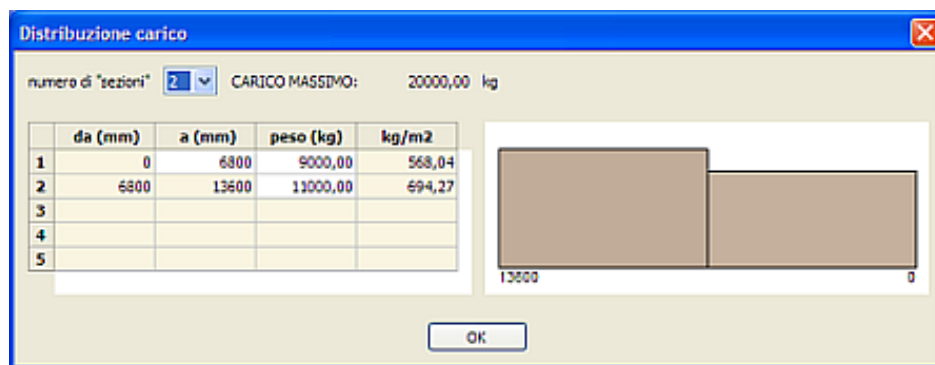 Distribuzione carico
numero di "sezioni" 2 CARICO MASSIMO: 20000,00 kg
da (mm) a (mm) peso (kg) kg/m2
1 0 6800 9000,00 568,04
2 6800 13600 11000,00 694,27
3
4
5
13600 0
OK